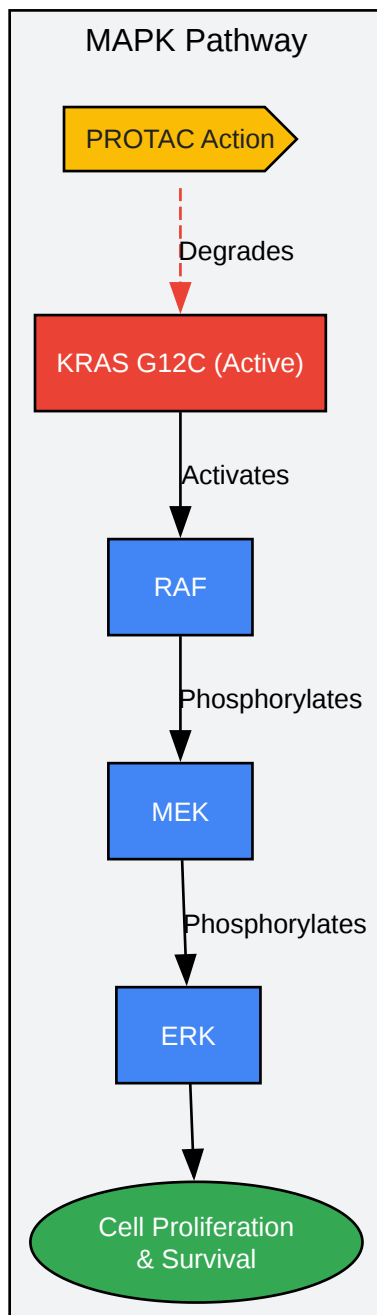 MAPK Pathway
PROTAC Action
Degrades
KRAS G12C (Active)
Activates
RAF
Phosphorylates
MEK
Phosphorylates
ERK
Cell Proliferation
& Survival